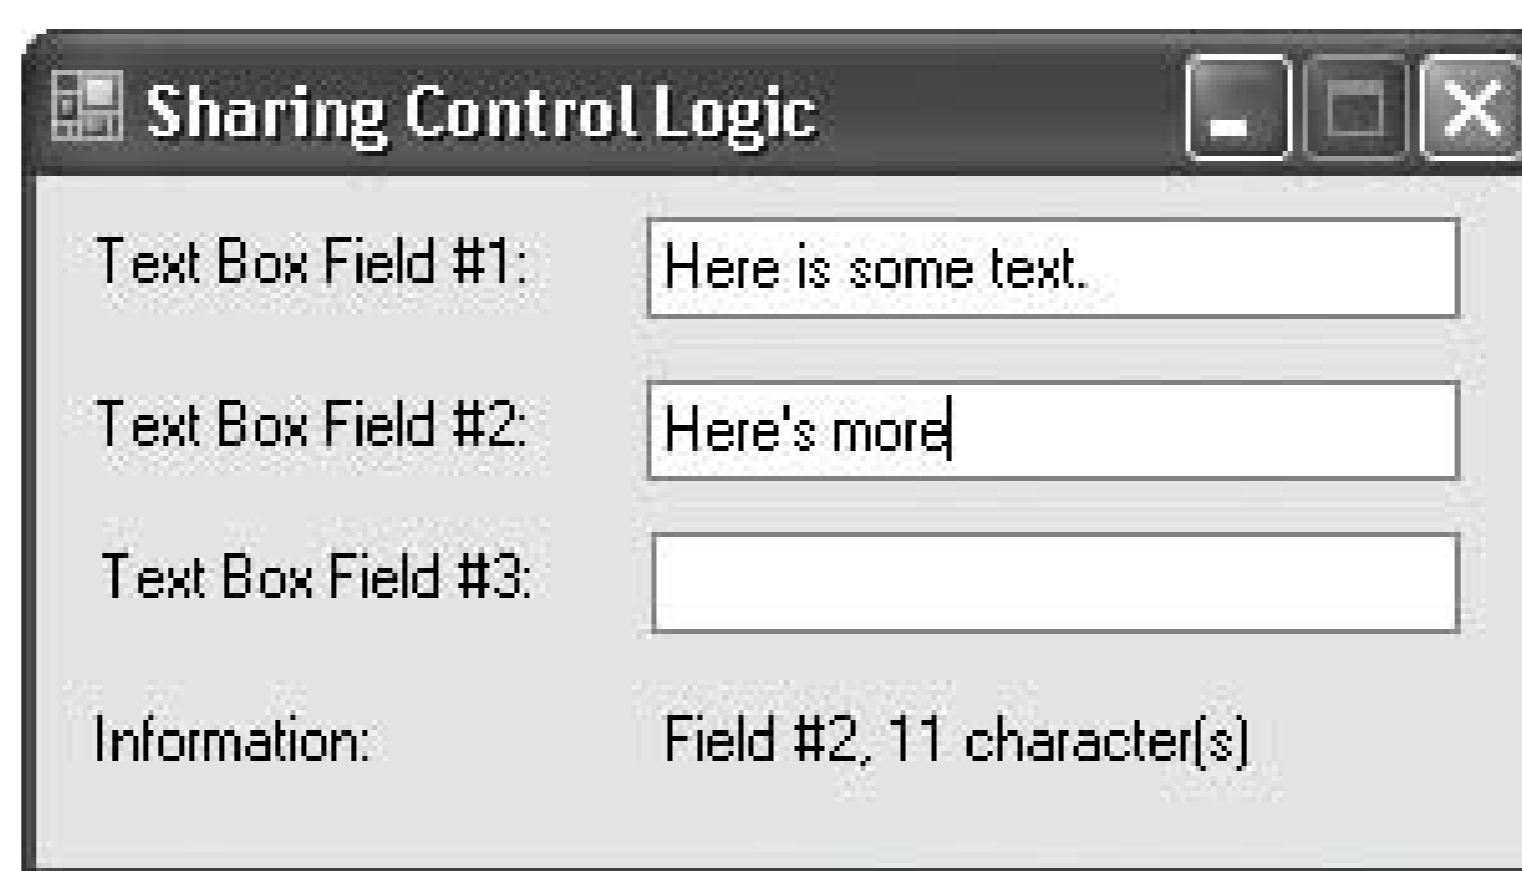 Sharing Control Logic
Text Box Field #1: Here is some text.
Text Box Field #2: Here's more
Text Box Field #3:
Information: Field #2, 11 character(s)